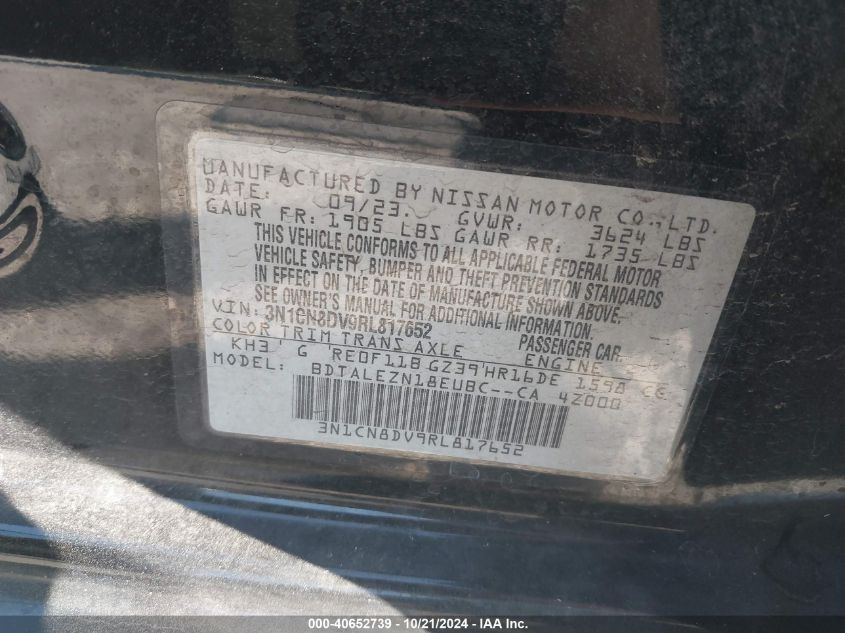 MANUFACTURED BY NISSAN MOTOR CO., LTD.
DATE: 09/23. GVWR: 3624 LBS
GAWR FR: 1905 LBS GAWR RR: 1735 LBS
THIS VEHICLE CONFORMS TO ALL APPLICABLE FEDERAL MOTOR
VEHICLE SAFETY, BUMPER AND THEFT PREVENTION STANDARDS
IN EFFECT ON THE DATE OF MANUFACTURE SHOWN ABOVE.
SEE OWNER'S MANUAL FOR ADDITIONAL INFORMATION.
VIN: 3N1CN8DV9RL817652 PASSENGER CAR
COLOR TRIM TRANS AXLE ENGINE
KH3 G RE0F11B GZ39 HR16DE 1598 CC
MODEL: BDTALEZN18EUBC--CA 42000
3N1CN8DV9RL817652
000-40652739 - 10/21/2024 - IAA Inc.